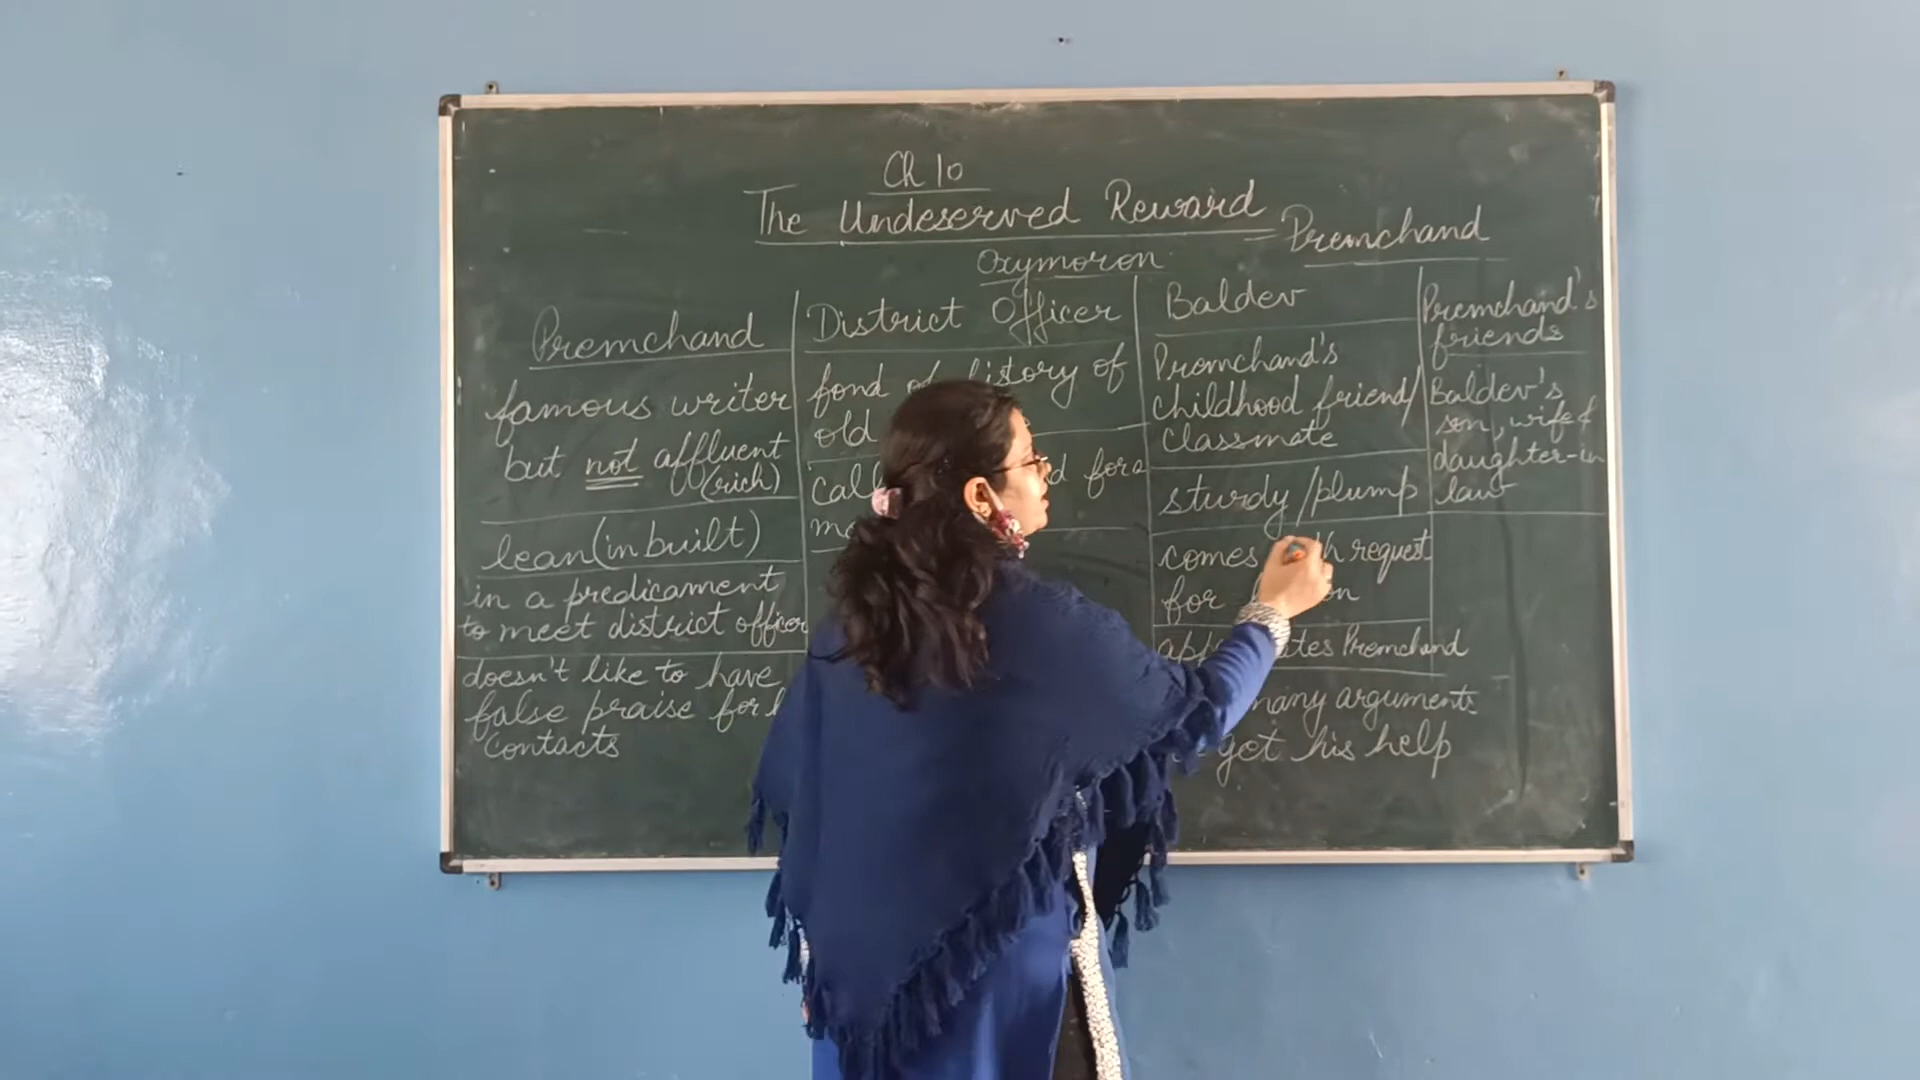 Ch 10
The Undeserved Reward
= Premchand
Oxymoron
Premchand
famous writer
but not affluent
(rich)
lean (in built)
in a predicament
to meet district officer
doesn't like to have
false praise for
contacts
District Officer
fond of history of
old
for a
Baldev
Premchand's
childhood friend/
classmate
sturdy/plump
comes request
for
Premchand
many arguments
get his help
Premchand's
friends
Baldev's
son, wife &
daughter-in
law